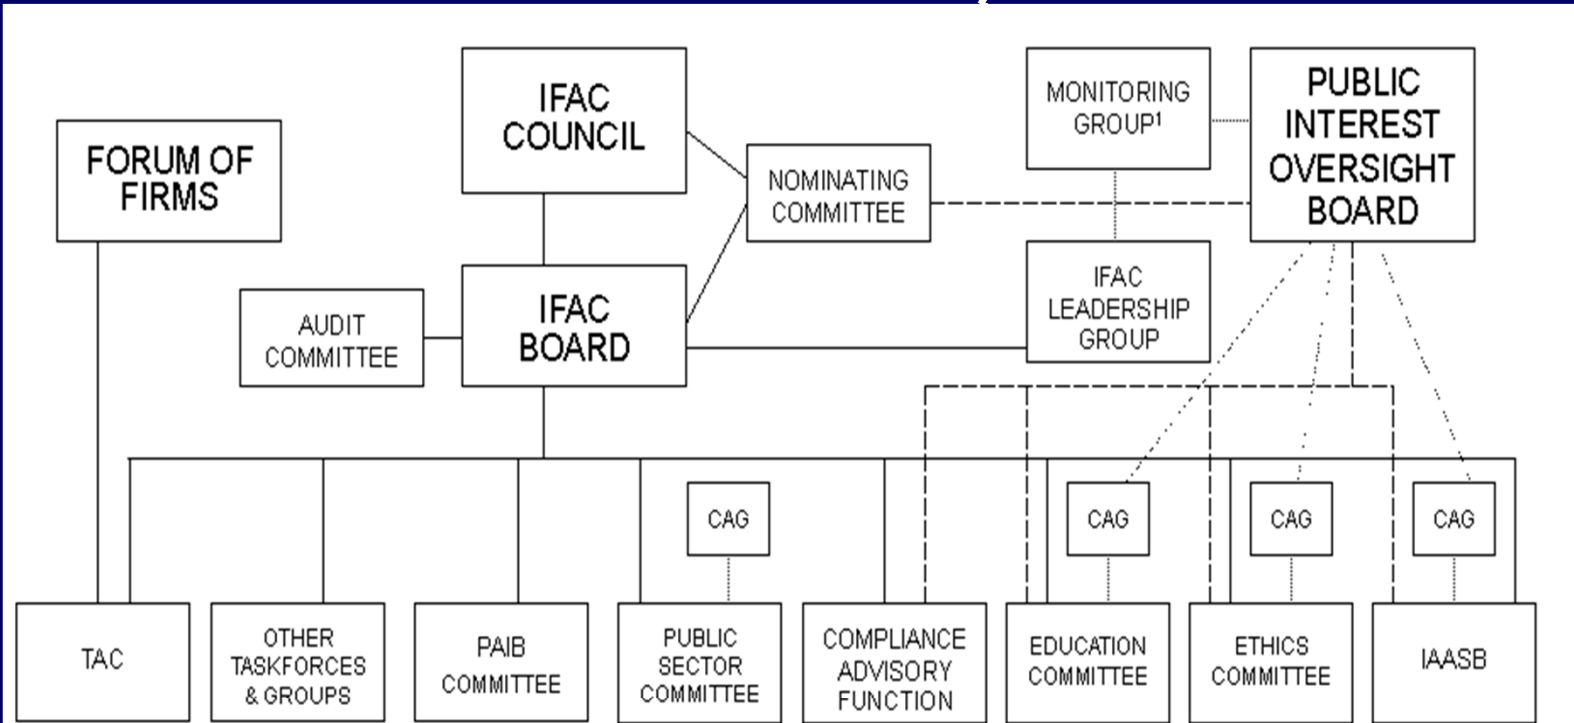 IFAC
COUNCIL
MONITORING
GROUP¹
PUBLIC
INTEREST
OVERSIGHT
BOARD
FORUM OF
FIRMS
NOMINATING
COMMITTEE
AUDIT
COMMITTEE
IFAC
BOARD
IFAC
LEADERSHIP
GROUP
CAG
CAG
CAG
CAG
TAC
OTHER
TASKFORCES
& GROUPS
PAIB
COMMITTEE
PUBLIC
SECTOR
COMMITTEE
COMPLIANCE
ADVISORY
FUNCTION
EDUCATION
COMMITTEE
ETHICS
COMMITTEE
IAASB